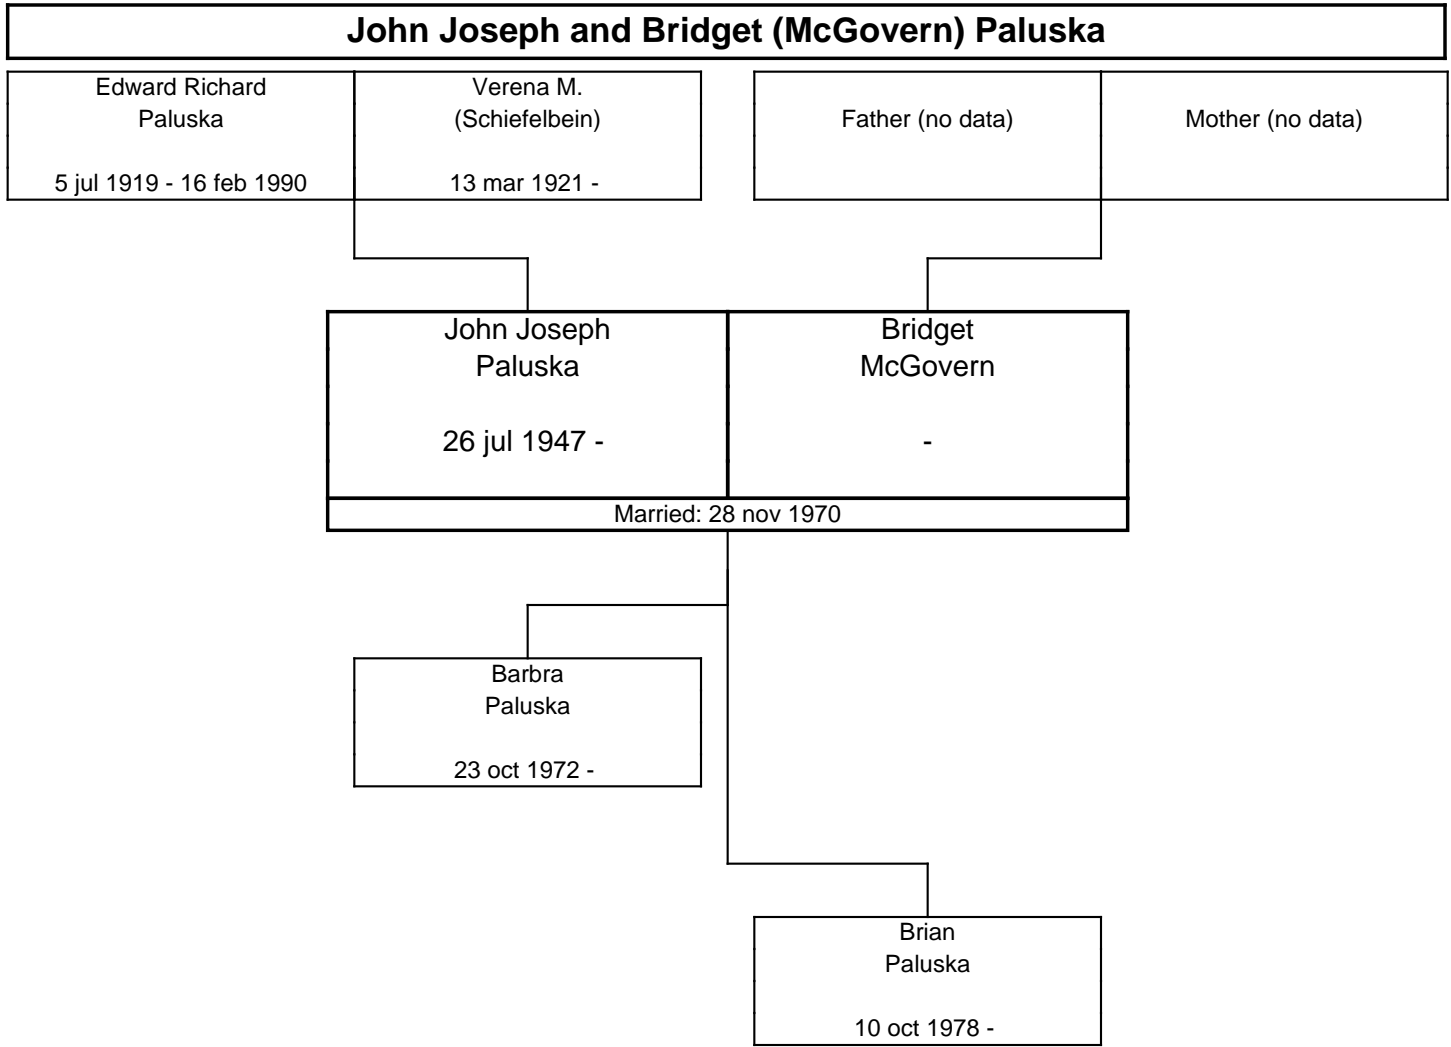 John Joseph and Bridget (McGovern) Paluska
Edward Richard
Paluska
5 jul 1919 - 16 feb 1990
Verena M.
(Schiefelbein)
13 mar 1921 -
Father (no data)
Mother (no data)
John Joseph
Paluska
26 jul 1947 -
Bridget
McGovern
-
Married: 28 nov 1970
Barbra
Paluska
23 oct 1972 -
Brian
Paluska
10 oct 1978 -